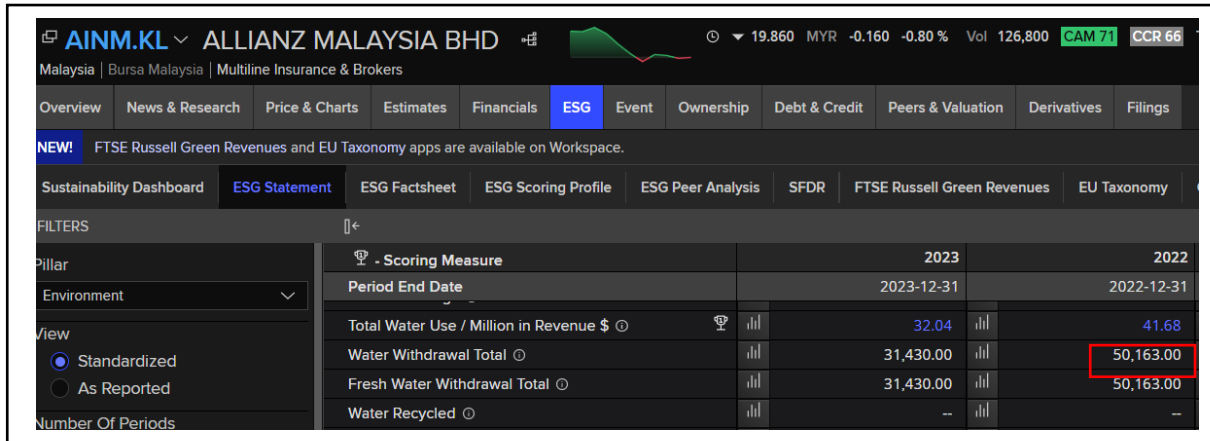 AINM.KL ALLIANZ MALAYSIA BHD 19.860 MYR -0.160 -0.80 % Vol 126,800 CAM 71 CCR 66
Malaysia | Bursa Malaysia | Multiline Insurance & Brokers
Overview News & Research Price & Charts Estimates Financials ESG Event Ownership Debt & Credit Peers & Valuation Derivatives Filings
NEW! FTSE Russell Green Revenues and EU Taxonomy apps are available on Workspace.
Sustainability Dashboard ESG Statement ESG Factsheet ESG Scoring Profile ESG Peer Analysis SFDR FTSE Russell Green Revenues EU Taxonomy
FILTERS
Pillar
Environment
View
Standardized
As Reported
Number Of Periods
- Scoring Measure 2023 2022
Period End Date 2023-12-31 2022-12-31
Total Water Use / Million in Revenue $ 32.04 41.68
Water Withdrawal Total 31,430.00 50,163.00
Fresh Water Withdrawal Total 31,430.00 50,163.00
Water Recycled -- --